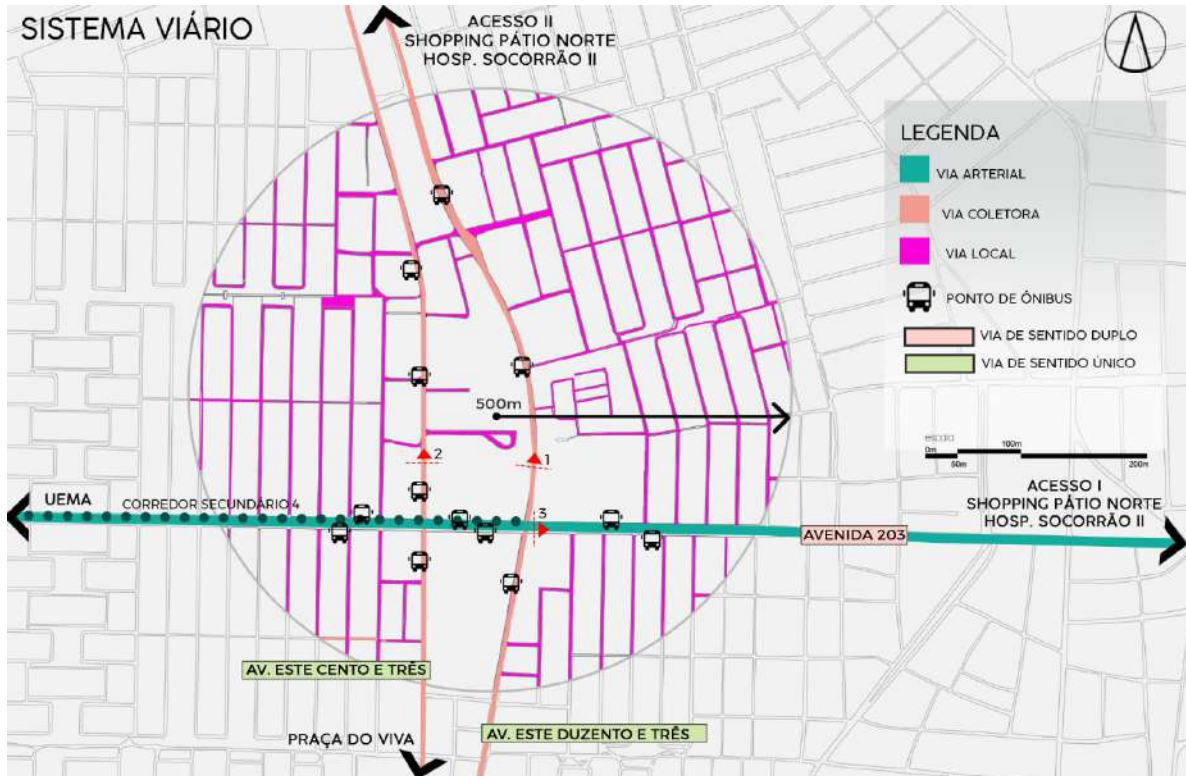 SISTEMA VIÁRIO
ACESSO II
SHOPPING PÁTIO NORTE
HOSP. SOCORRÃO II
LEGENDA
VIA ARTERIAL
VIA COLETORA
VIA LOCAL
PONTO DE ÔNIBUS
VIA DE SENTIDO DUPLO
VIA DE SENTIDO ÚNICO
500m
escala
0m
100m
50m
200m
2
1
3
UEMA
CORREDOR SECUNDÁRIO 4
ACESSO I
SHOPPING PÁTIO NORTE
HOSP. SOCORRÃO II
AVENIDA 203
AV. ESTE CENTO E TRÊS
AV. ESTE DUZENTO E TRÊS
PRAÇA DO VIVA